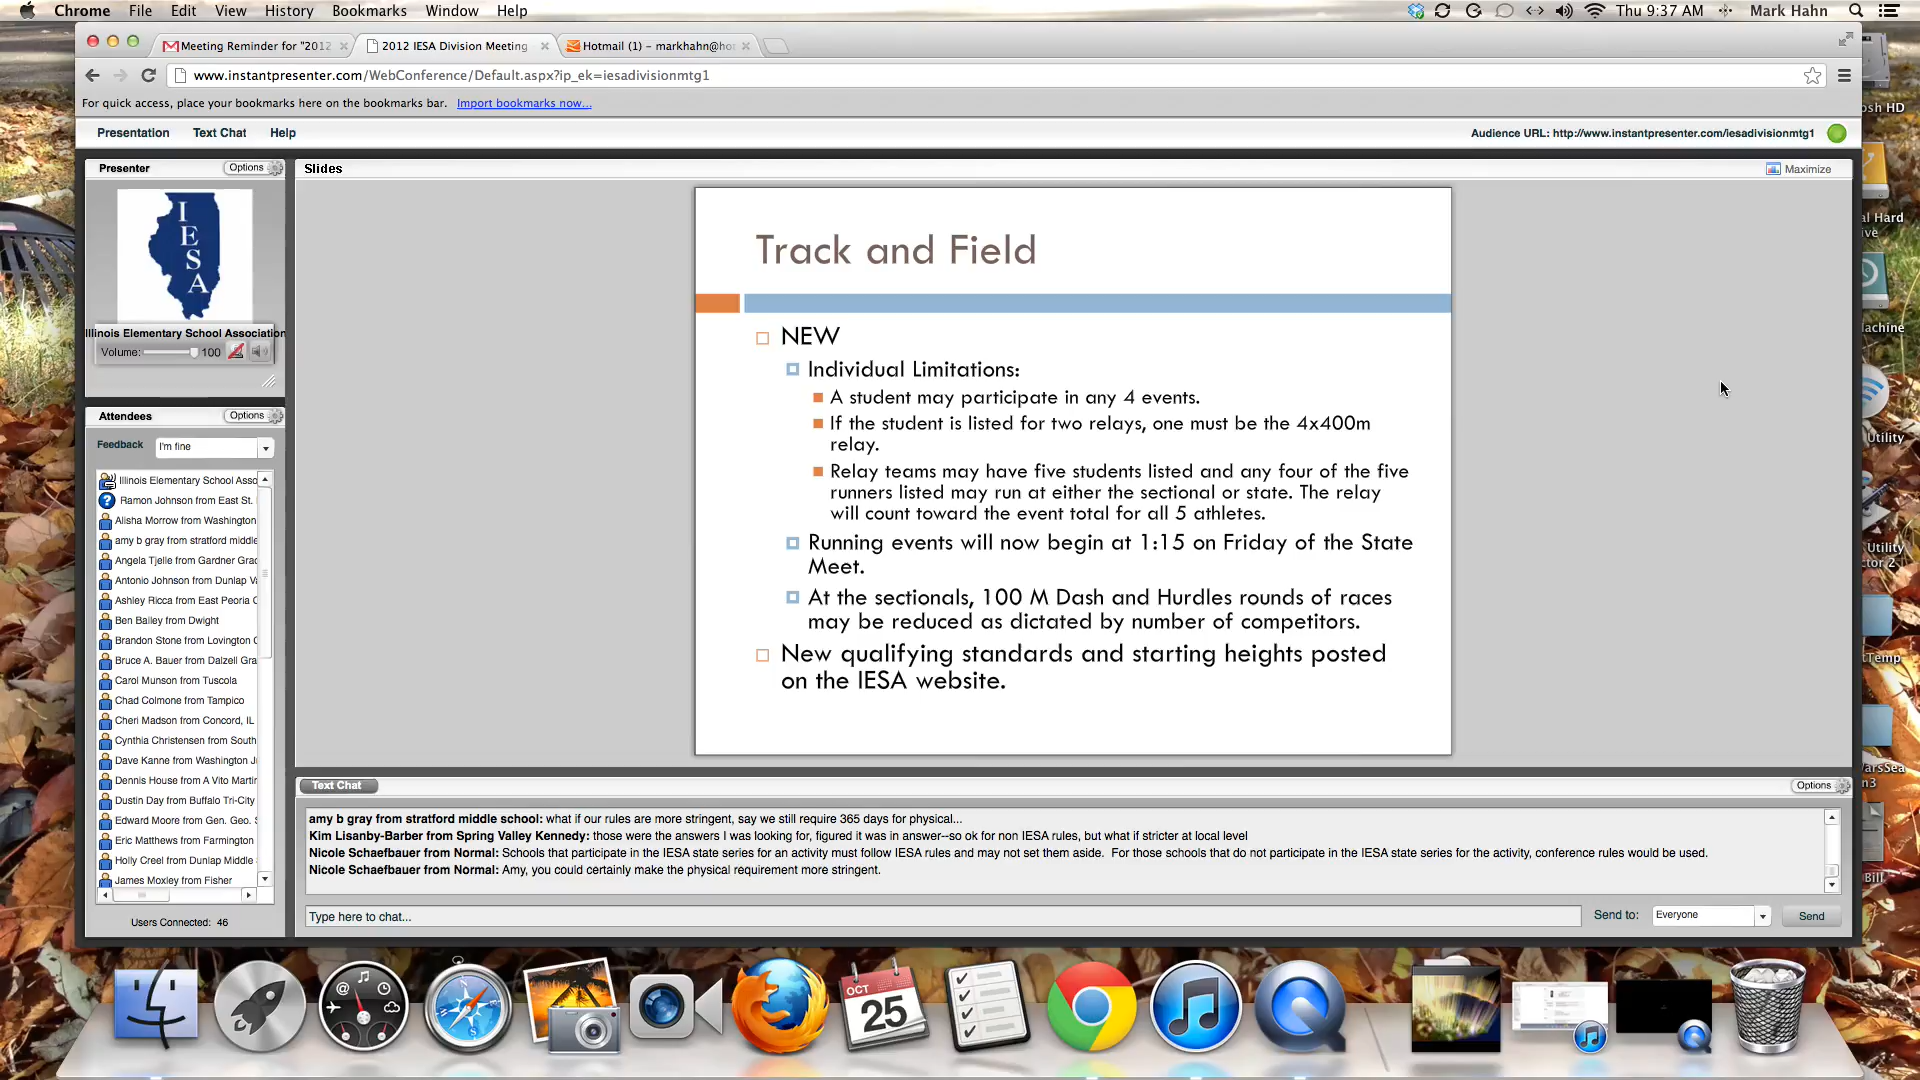 Chrome File Edit View History Bookmarks Window Help
Thu 9:37 AM Mark Hahn
Meeting Reminder for "2012
2012 IESA Division Meeting
Hotmail (1) - markhahn@ho
www.instantpresenter.com/WebConference/Default.aspx?ip_ek=iesadivisionmtg1
For quick access, place your bookmarks here on the bookmarks bar. Import bookmarks now...
Presentation Text Chat Help
Audience URL: http://www.instantpresenter.com/iesadivisionmtg1
Presenter
Options
I
E
S
A
Illinois Elementary School Association
Volume: 100
Attendees
Options
Feedback I'm fine
Illinois Elementary School Asso
Ramon Johnson from East St.
Alisha Morrow from Washington
amy b gray from stratford middle
Angela Tjelle from Gardner Grad
Antonio Johnson from Dunlap Va
Ashley Ricca from East Peoria C
Ben Bailey from Dwight
Brandon Stone from Lovington C
Bruce A. Bauer from Dalzell Gra
Carol Munson from Tuscola
Chad Colmone from Tampico
Cheri Madson from Concord, IL
Cynthia Christensen from South
Dave Kanne from Washington J
Dennis House from A Vito Martin
Dustin Day from Buffalo Tri-City
Edward Moore from Gen. Geo. S
Eric Matthews from Farmington
Holly Creel from Dunlap Middle
James Moxley from Fisher
Users Connected: 46
Slides
Maximize
Track and Field
NEW
Individual Limitations:
A student may participate in any 4 events.
If the student is listed for two relays, one must be the 4x400m
relay.
Relay teams may have five students listed and any four of the five
runners listed may run at either the sectional or state. The relay
will count toward the event total for all 5 athletes.
Running events will now begin at 1:15 on Friday of the State
Meet.
At the sectionals, 100 M Dash and Hurdles rounds of races
may be reduced as dictated by number of competitors.
New qualifying standards and starting heights posted
on the IESA website.
Text Chat
Options
amy b gray from stratford middle school: what if our rules are more stringent, say we still require 365 days for physical...
Kim Lisanby-Barber from Spring Valley Kennedy: those were the answers I was looking for, figured it was in answer--so ok for non IESA rules, but what if stricter at local level
Nicole Schaefbauer from Normal: Schools that participate in the IESA state series for an activity must follow IESA rules and may not set them aside. For those schools that do not participate in the IESA state series for the activity, conference rules would be used.
Nicole Schaefbauer from Normal: Amy, you could certainly make the physical requirement more stringent.
Type here to chat...
Send to: Everyone Send
osh HD
al Hard
ive
achine
Utility
Utility
ctor 2
tTemp
WarsSea
n3
Bill
OCT
25